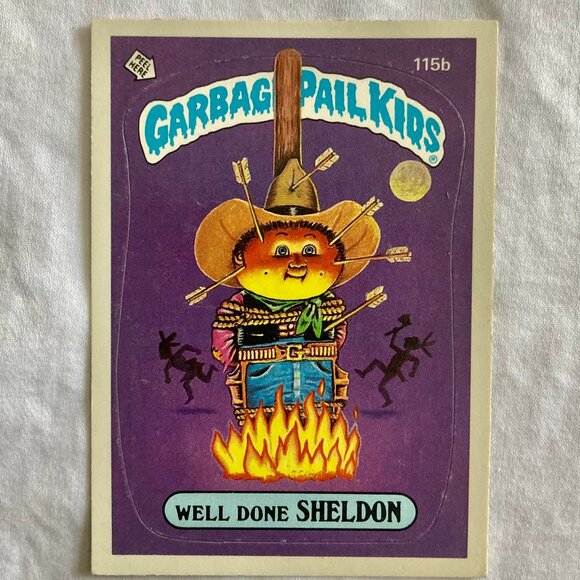 PEEL HERE
115b
GARBAGE PAIL KIDS®
G
WELL DONE SHELDON